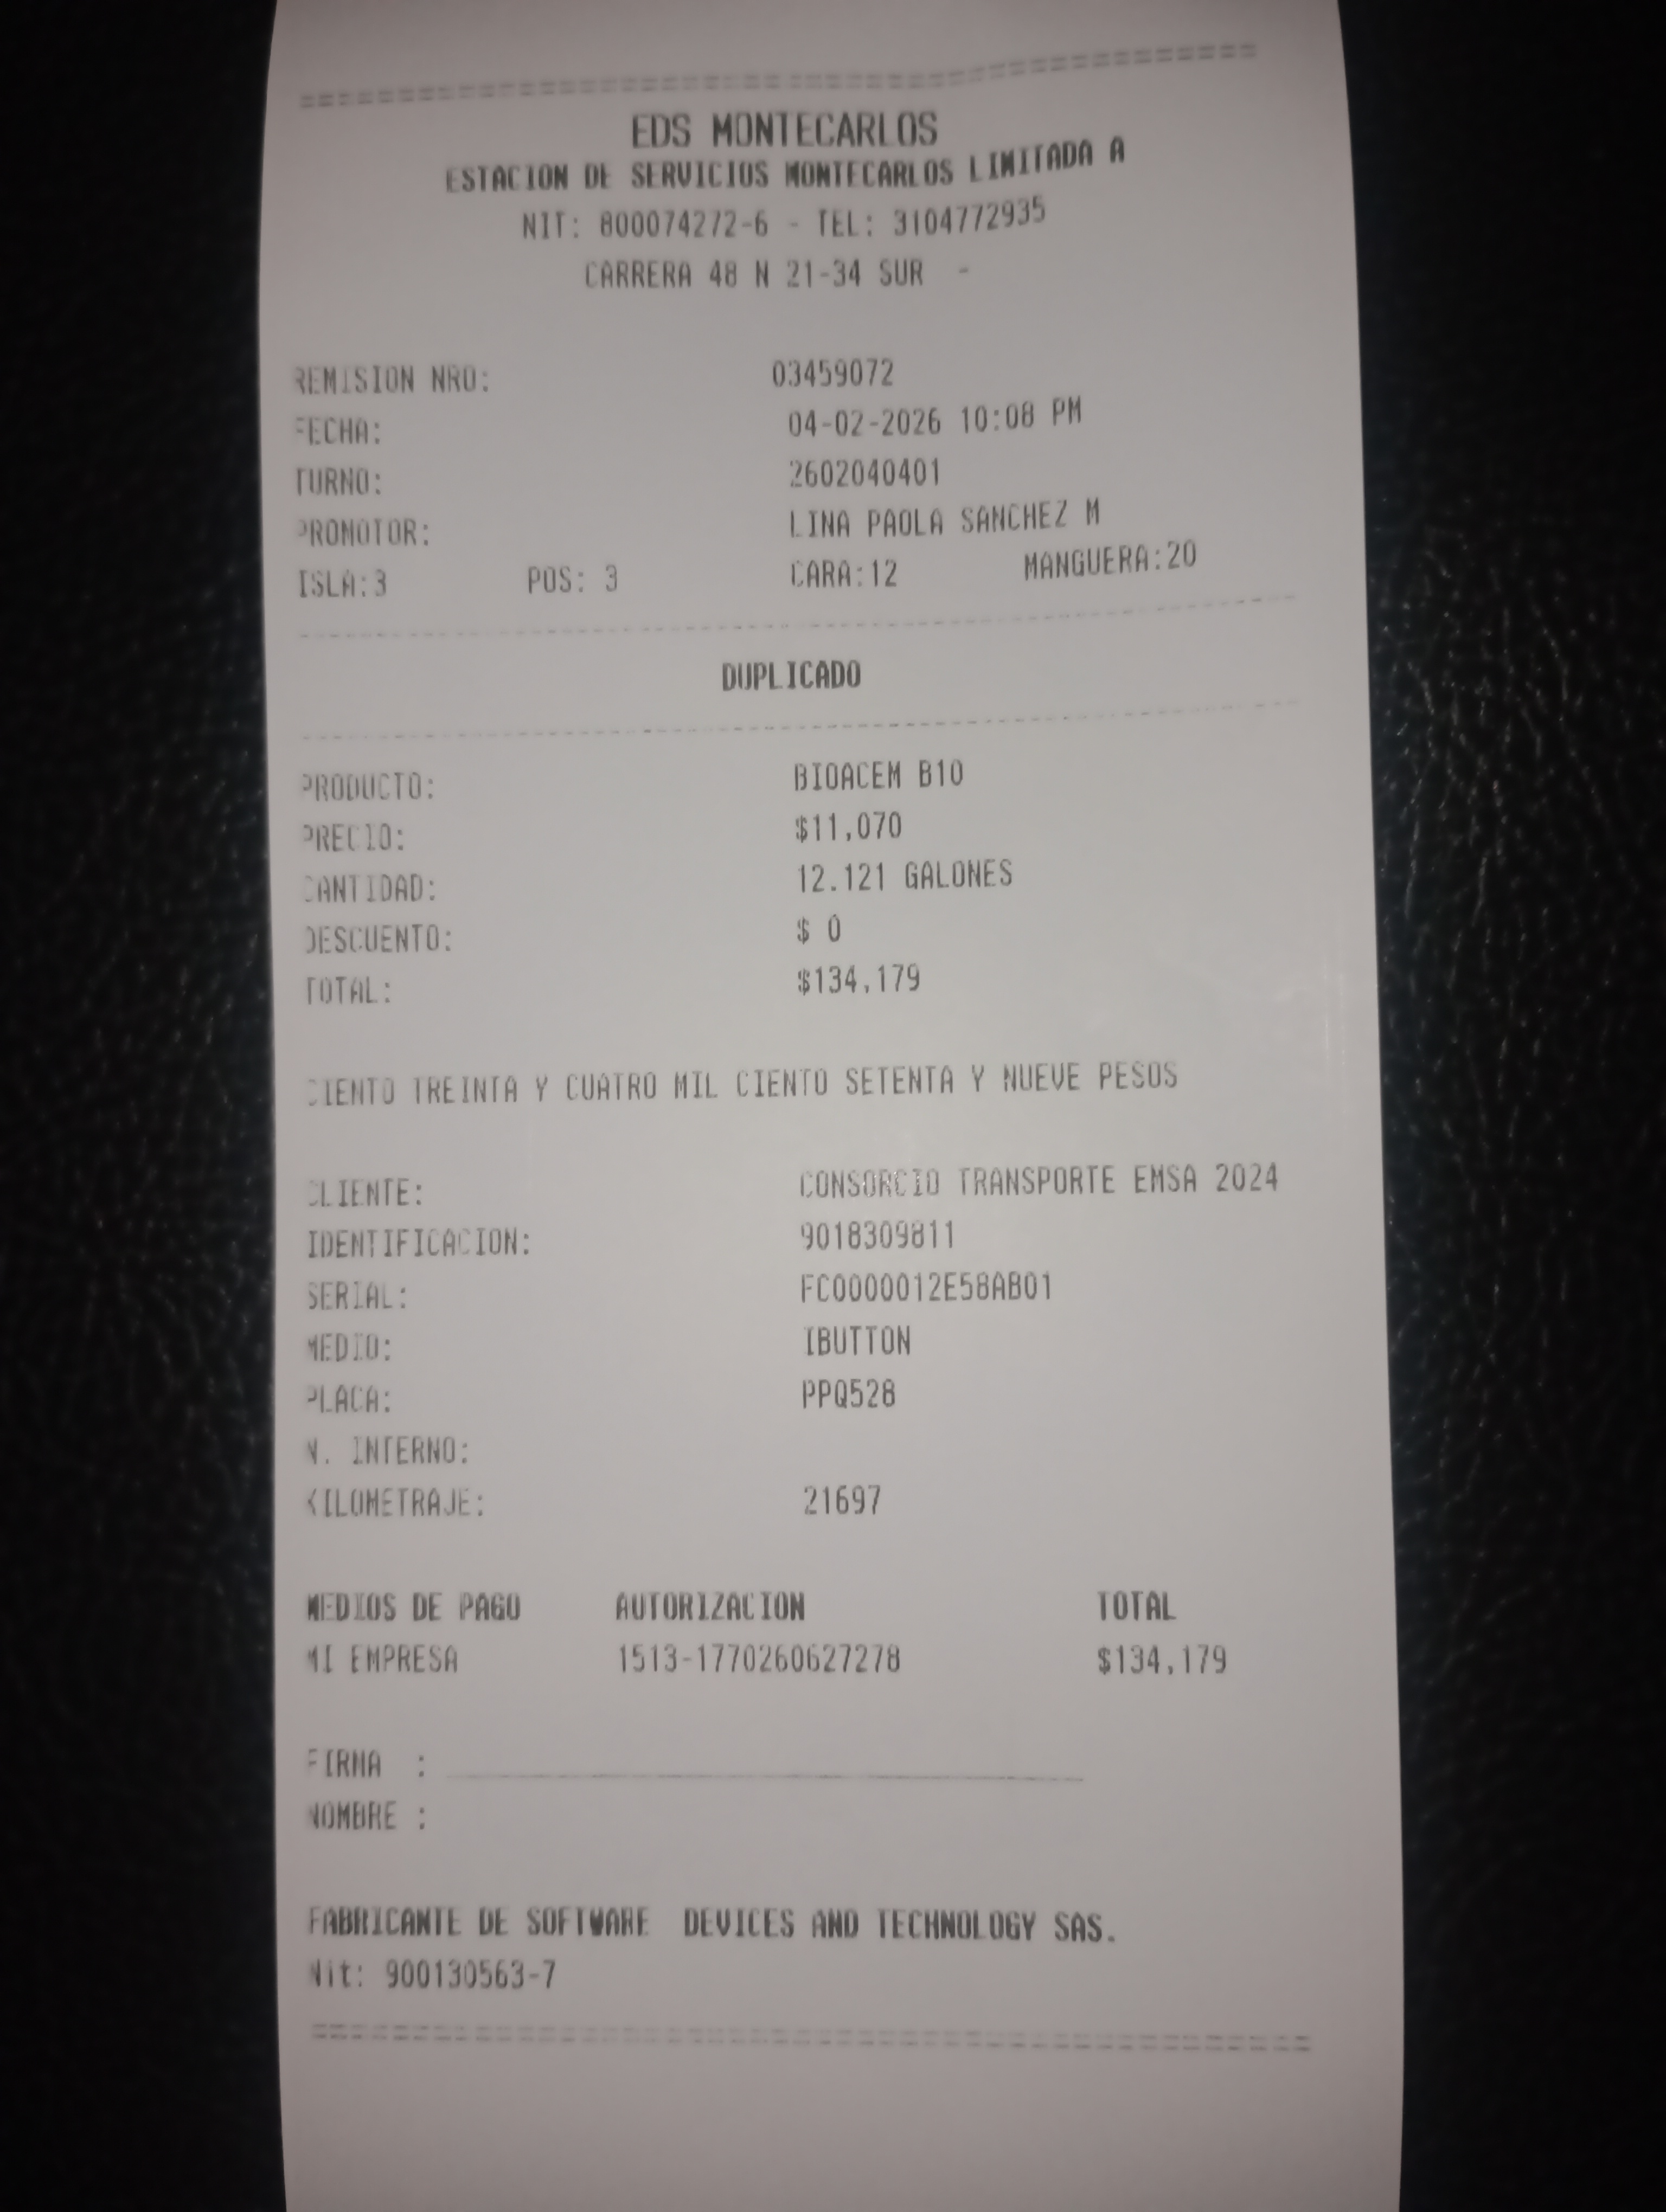 ================================================
EDS MONTECARLOS
ESTACION DE SERVICIOS MONTECARLOS LIMITADA A
NIT: 800074272-6 - TEL: 3104772935
CARRERA 48 N 21-34 SUR -
REMISION NRO: 03459072
FECHA: 04-02-2026 10:08 PM
TURNO: 2602040401
PROMOTOR: LINA PAOLA SANCHEZ M
ISLA:3 POS: 3 CARA:12 MANGUERA:20
DUPLICADO
PRODUCTO: BIOACEM B10
PRECIO: $11,070
CANTIDAD: 12.121 GALONES
DESCUENTO: $ 0
TOTAL: $134,179
CIENTO TREINTA Y CUATRO MIL CIENTO SETENTA Y NUEVE PESOS
CLIENTE: CONSORCIO TRANSPORTE EMSA 2024
IDENTIFICACION: 9018309811
SERIAL: FC0000012E58AB01
MEDIO: IBUTTON
PLACA: PPQ528
N. INTERNO:
KILOMETRAJE: 21697
MEDIOS DE PAGO AUTORIZACION TOTAL
MI EMPRESA 1513-1770260627278 $134,179
FIRMA :
NOMBRE :
FABRICANTE DE SOFTWARE DEVICES AND TECHNOLOGY SAS.
Nit: 900130563-7
================================================